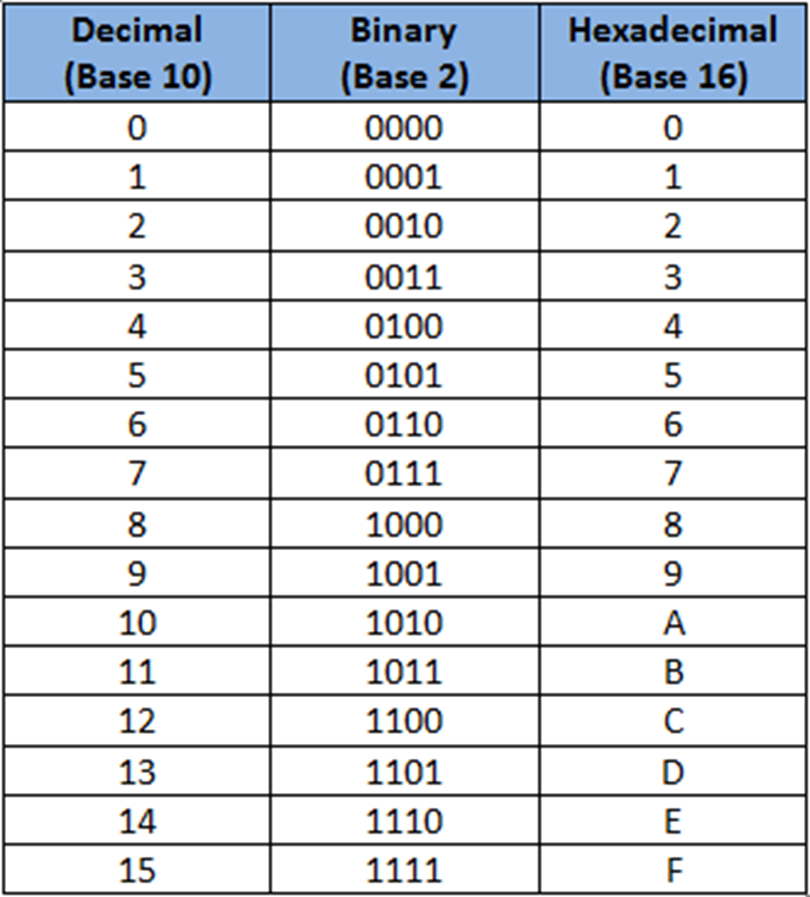 Decimal Binary Hexadecimal
(Base 10) (Base 2) (Base 16)
0 0000 0
1 0001 1
2 0010 2
3 0011 3
4 0100 4
5 0101 5
6 0110 6
7 0111 7
8 1000 8
9 1001 9
10 1010 A
11 1011 B
12 1100 C
13 1101 D
14 1110 E
15 1111 F